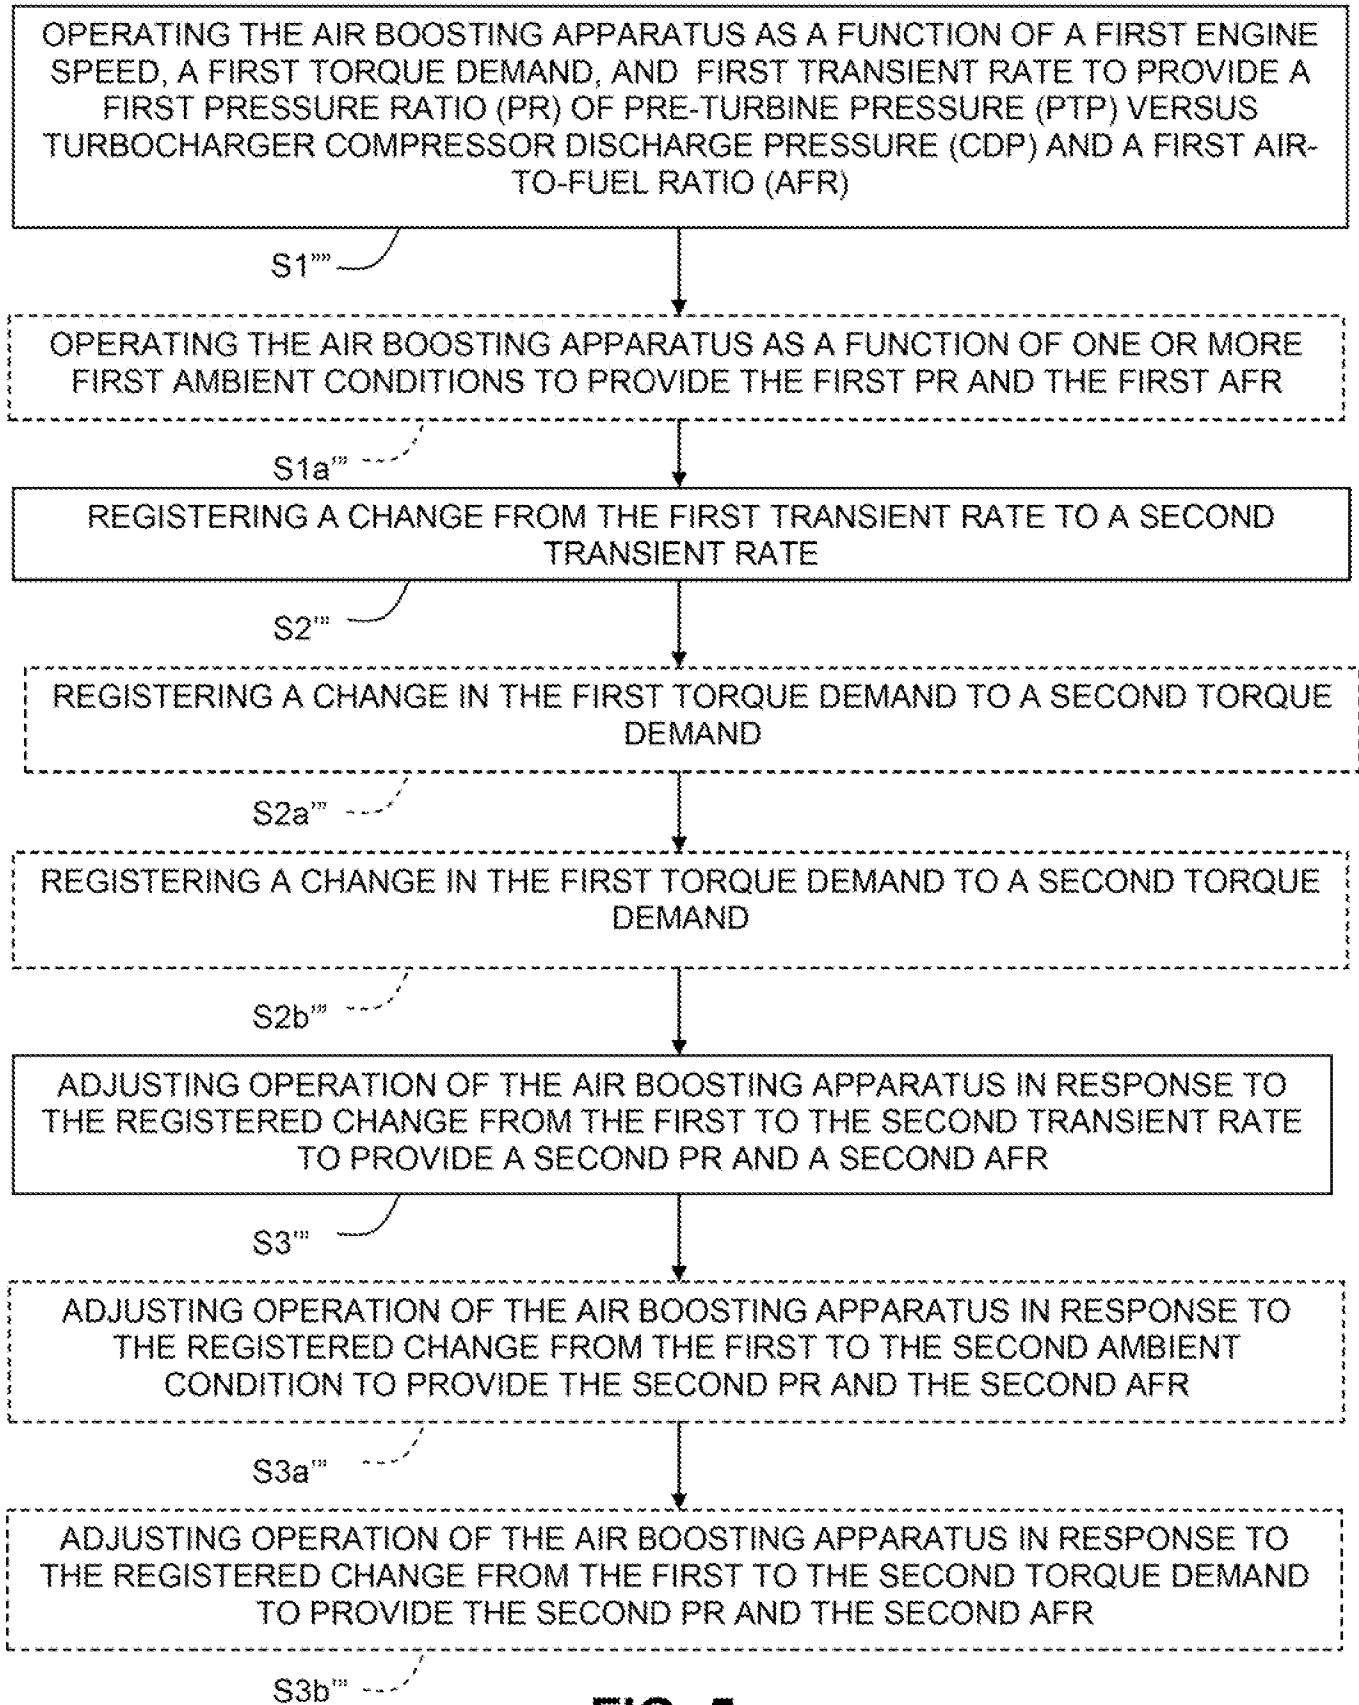 OPERATING THE AIR BOOSTING APPARATUS AS A FUNCTION OF A FIRST ENGINE
SPEED, A FIRST TORQUE DEMAND, AND FIRST TRANSIENT RATE TO PROVIDE A
FIRST PRESSURE RATIO (PR) OF PRE-TURBINE PRESSURE (PTP) VERSUS
TURBOCHARGER COMPRESSOR DISCHARGE PRESSURE (CDP) AND A FIRST AIR-
TO-FUEL RATIO (AFR)
S1""
OPERATING THE AIR BOOSTING APPARATUS AS A FUNCTION OF ONE OR MORE
FIRST AMBIENT CONDITIONS TO PROVIDE THE FIRST PR AND THE FIRST AFR
S1a'"
REGISTERING A CHANGE FROM THE FIRST TRANSIENT RATE TO A SECOND
TRANSIENT RATE
S2'"
REGISTERING A CHANGE IN THE FIRST TORQUE DEMAND TO A SECOND TORQUE
DEMAND
S2a'"
REGISTERING A CHANGE IN THE FIRST TORQUE DEMAND TO A SECOND TORQUE
DEMAND
S2b'"
ADJUSTING OPERATION OF THE AIR BOOSTING APPARATUS IN RESPONSE TO
THE REGISTERED CHANGE FROM THE FIRST TO THE SECOND TRANSIENT RATE
TO PROVIDE A SECOND PR AND A SECOND AFR
S3'"
ADJUSTING OPERATION OF THE AIR BOOSTING APPARATUS IN RESPONSE TO
THE REGISTERED CHANGE FROM THE FIRST TO THE SECOND AMBIENT
CONDITION TO PROVIDE THE SECOND PR AND THE SECOND AFR
S3a'"
ADJUSTING OPERATION OF THE AIR BOOSTING APPARATUS IN RESPONSE TO
THE REGISTERED CHANGE FROM THE FIRST TO THE SECOND TORQUE DEMAND
TO PROVIDE THE SECOND PR AND THE SECOND AFR
S3b'"